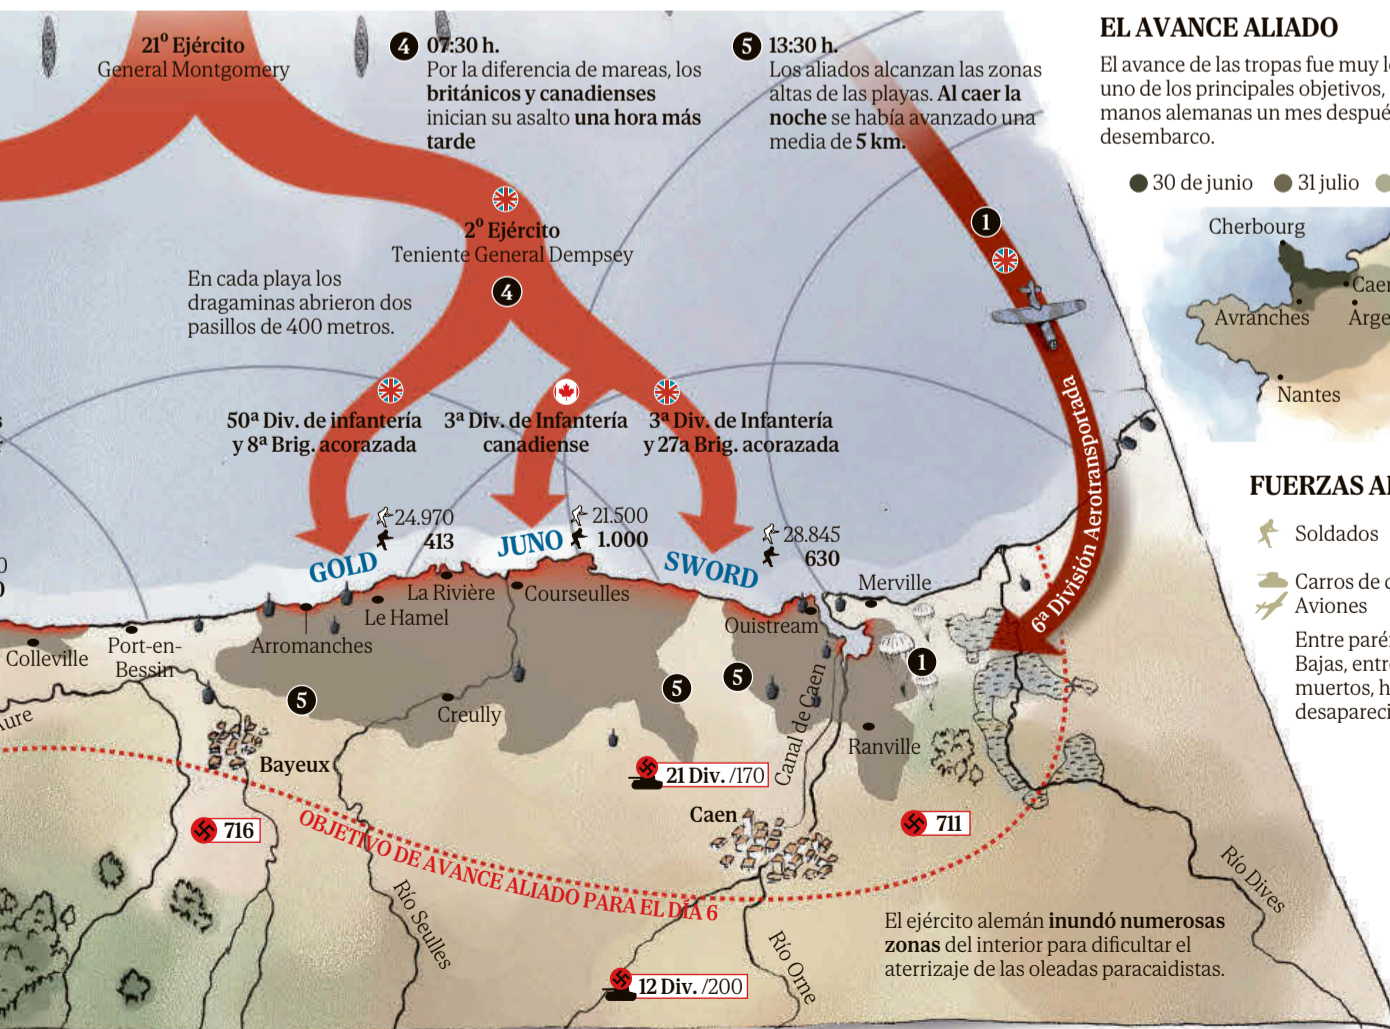 21º Ejército
General Montgomery
4 07:30 h.
Por la diferencia de mareas, los
británicos y canadienses
inician su asalto una hora más
tarde
5 13:30 h.
Los aliados alcanzan las zonas
altas de las playas. Al caer la
noche se había avanzado una
media de 5 km.
EL AVANCE ALIADO
El avance de las tropas fue muy
uno de los principales objetivos,
manos alemanas un mes
desembarco.
30 de junio
31 julio
Cherbourg
Avranches
Nantes
1
2º Ejército
Teniente General Dempsey
4
En cada playa los
dragaminas abrieron dos
pasillos de 400 metros.
50ª Div. de infantería
y 8ª Brig. acorazada
3ª Div. de Infantería
canadiense
3ª Div. de Infantería
y 27a Brig. acorazada
6ª División Aerotransportada
24.970
413
21.500
1.000
28.845
630
GOLD
JUNO
SWORD
FUERZAS
Soldados
Carros de
Aviones
Entre
Bajas,
muertos,
Colleville
Port-en-
Bessin
Arromanches
Le Hamel
La Rivière
Courseulles
Ouistream
Merville
1
5
5
5
Creully
Canal de Caen
Ranville
Bayeux
21 Div. /170
Caen
716
711
OBJETIVO DE AVANCE ALIADO PARA EL DÍA 6
Río Seulles
Río Orne
Río Dives
12 Div. /200
El ejército alemán inundó numerosas
zonas del interior para dificultar el
aterrizaje de las oleadas paracaidistas.